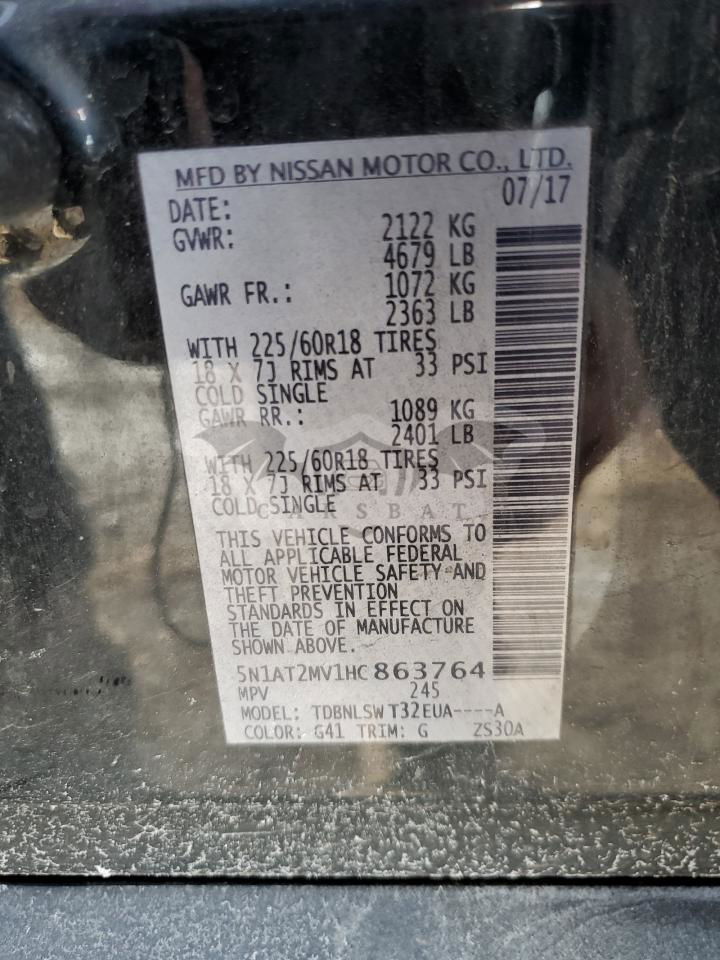 MFD BY NISSAN MOTOR CO., LTD.
DATE: 07/17
GVWR: 2122 KG
4679 LB
GAWR FR.: 1072 KG
2363 LB
WITH 225/60R18 TIRES
18 X 7J RIMS AT 33 PSI
COLD SINGLE
GAWR RR.: 1089 KG
2401 LB
WITH 225/60R18 TIRES
18 X 7J RIMS AT 33 PSI
COLD SINGLE
CARSBAT
THIS VEHICLE CONFORMS TO
ALL APPLICABLE FEDERAL
MOTOR VEHICLE SAFETY AND
THEFT PREVENTION
STANDARDS IN EFFECT ON
THE DATE OF MANUFACTURE
SHOWN ABOVE.
5N1AT2MV1HC863764
MPV 245
MODEL: TDBNLSW T32EUA----A
COLOR: G41 TRIM: G ZS30A